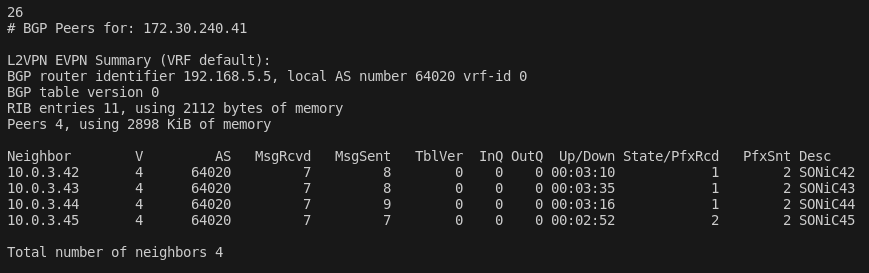 26
# BGP Peers for: 172.30.240.41
L2VPN EVPN Summary (VRF default):
BGP router identifier 192.168.5.5, local AS number 64020 vrf-id 0
BGP table version 0
RIB entries 11, using 2112 bytes of memory
Peers 4, using 2898 KiB of memory
Neighbor        V         AS   MsgRcvd   MsgSent   TblVer  InQ OutQ  Up/Down State/PfxRcd   PfxSnt Desc
10.0.3.42       4      64020         7         8        0    0    0 00:03:10            1        2 SONiC42
10.0.3.43       4      64020         7         8        0    0    0 00:03:35            1        2 SONiC43
10.0.3.44       4      64020         7         9        0    0    0 00:03:16            1        2 SONiC44
10.0.3.45       4      64020         7         7        0    0    0 00:02:52            2        2 SONiC45
Total number of neighbors 4